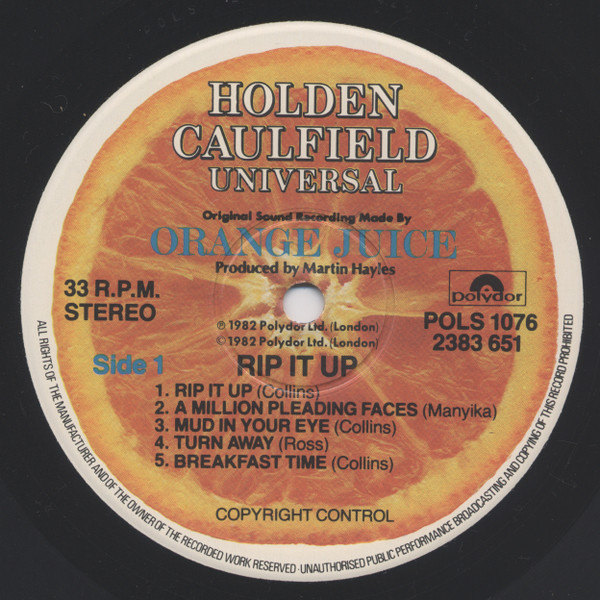 HOLDEN
CAULFIELD
UNIVERSAL
Original Sound Recording Made By
ORANGE JUICE
Produced by Martin Hayles
33 R.P.M.
STEREO
polydor
POLS 1076
2383 651
℗ 1982 Polydor Ltd. (London)
© 1982 Polydor Ltd. (London)
Side 1
RIP IT UP
1. RIP IT UP (Collins)
2. A MILLION PLEADING FACES (Manyika)
3. MUD IN YOUR EYE (Collins)
4. TURN AWAY (Ross)
5. BREAKFAST TIME (Collins)
COPYRIGHT CONTROL
ALL RIGHTS OF THE MANUFACTURER AND OF THE OWNER OF THE RECORDED WORK RESERVED · UNAUTHORISED PUBLIC PERFORMANCE BROADCASTING AND COPYING OF THIS RECORD PROHIBITED